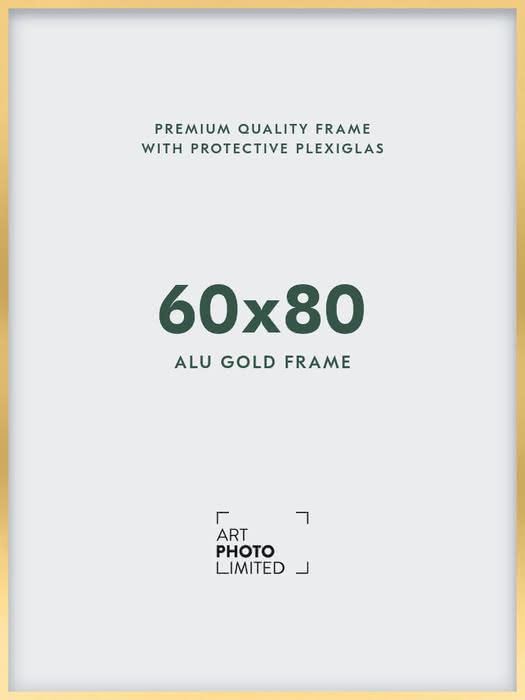 PREMIUM QUALITY FRAME
WITH PROTECTIVE PLEXIGLAS
60x80
ALU GOLD FRAME
ART
PHOTO
LIMITED